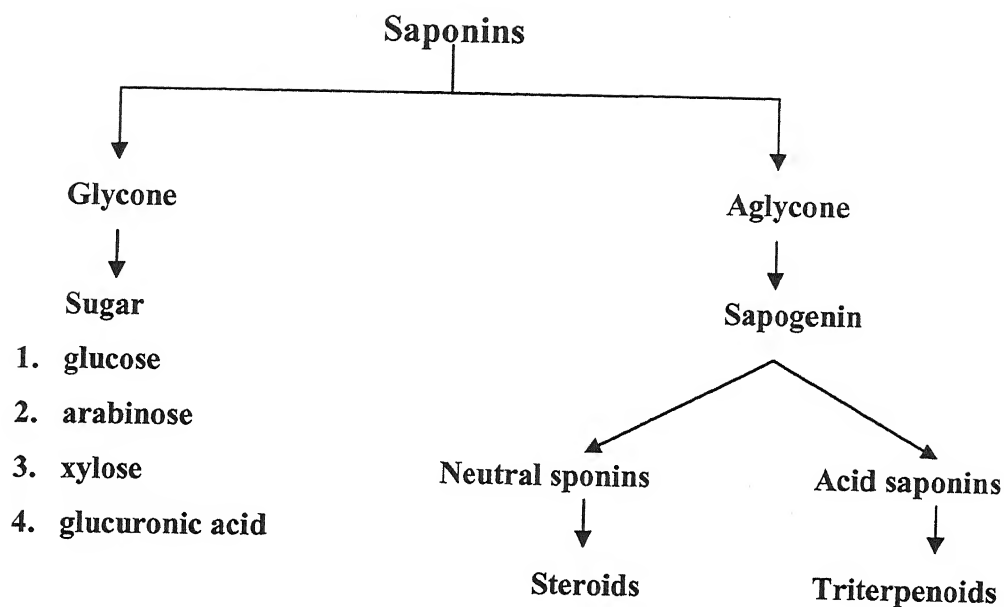 Saponins
Glycone
Aglycone
Sugar
Sapogenin
1. glucose
2. arabinose
3. xylose
4. glucuronic acid
Neutral sponins
Acid saponins
Steroids
Triterpenoids